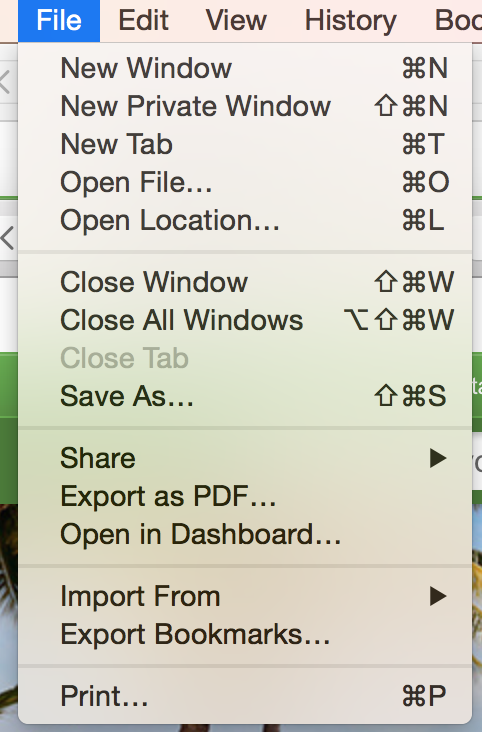 File Edit View History Boo
New Window ⌘N
New Private Window ⇧⌘N
New Tab ⌘T
Open File... ⌘O
Open Location... ⌘L
Close Window ⇧⌘W
Close All Windows ⌥⇧⌘W
Close Tab
Save As... ⇧⌘S
Share ▶
Export as PDF...
Open in Dashboard...
Import From ▶
Export Bookmarks...
Print... ⌘P